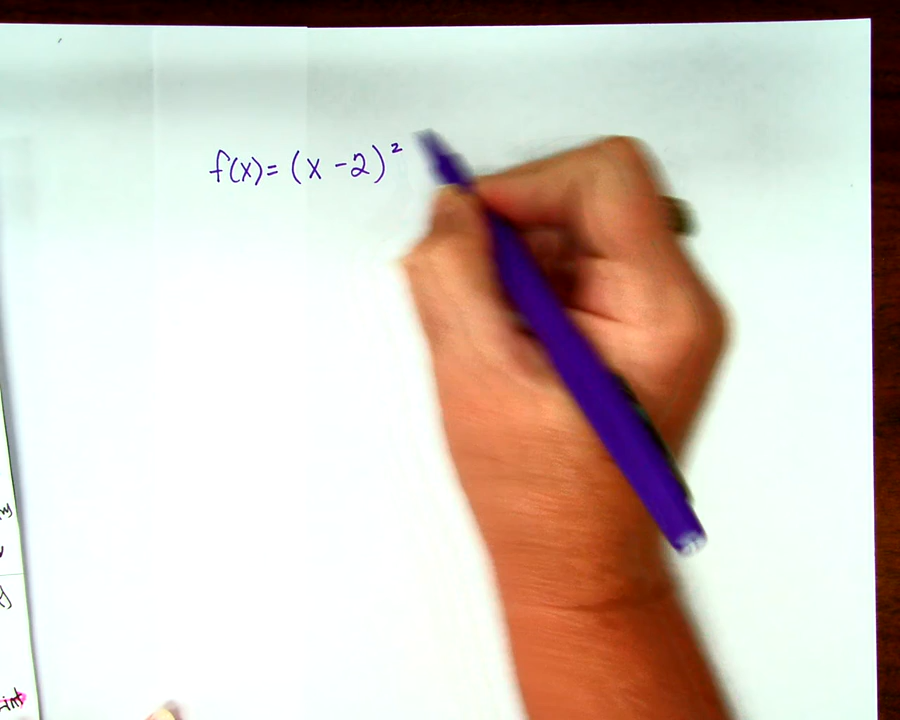 f(x) = (x - 2)²